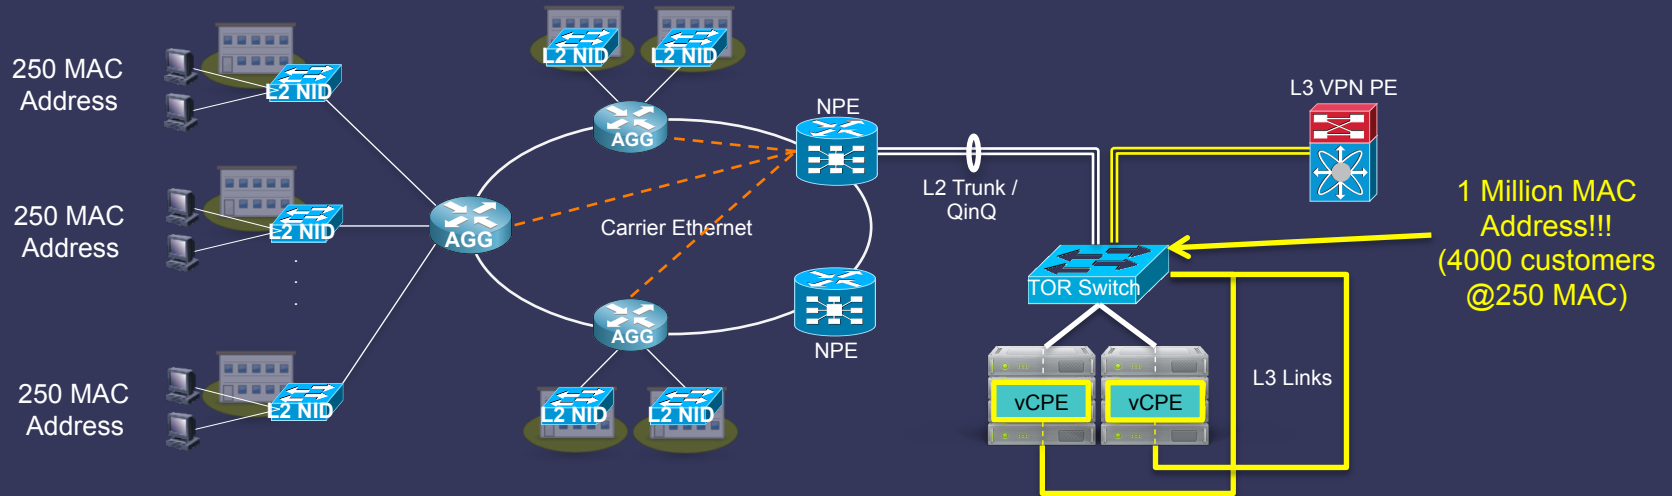 250 MAC
Address
L2 NID
250 MAC
Address
L2 NID
.
.
.
250 MAC
Address
L2 NID
L2 NID
L2 NID
AGG
AGG
Carrier Ethernet
AGG
L2 NID
L2 NID
NPE
NPE
L2 Trunk /
QinQ
L3 VPN PE
TOR Switch
vCPE
vCPE
L3 Links
1 Million MAC
Address!!!
(4000 customers
@250 MAC)